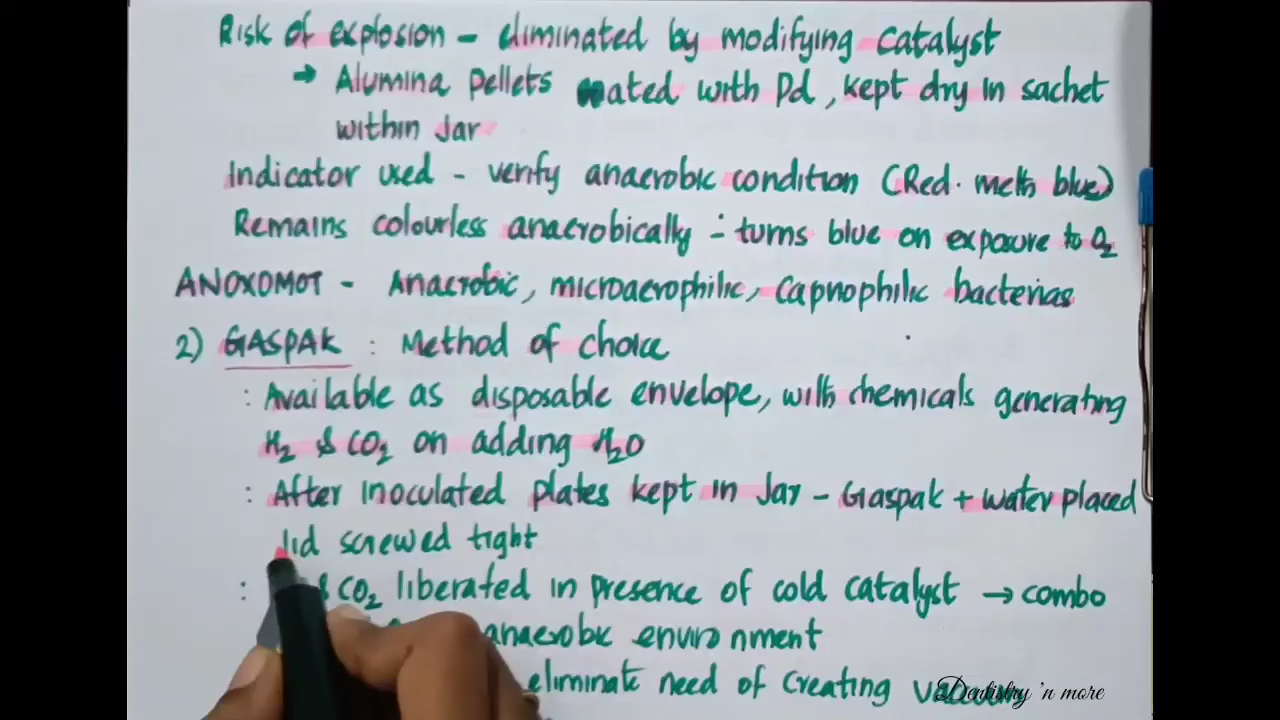 Risk of explosion - eliminated by modifying catalyst
→ Alumina pellets coated with Pd, kept dry in sachet
within Jar
Indicator used - verify anaerobic condition (Red. meth blue)
Remains colourless anaerobically ∸ turns blue on exposure to O₂
ANOXOMOT - Anaerobic, microaerophilic, capnophilic bacterias
2) GASPAK : Method of choice
: Available as disposable envelope, with chemicals generating
H₂ & CO₂ on adding H₂O
: After inoculated plates kept in Jar - Gaspak + water placed
lid screwed tight
: & CO₂ liberated in presence of cold catalyst → combo
anaerobic environment
eliminate need of creating vacuum
Dentistry 'n more